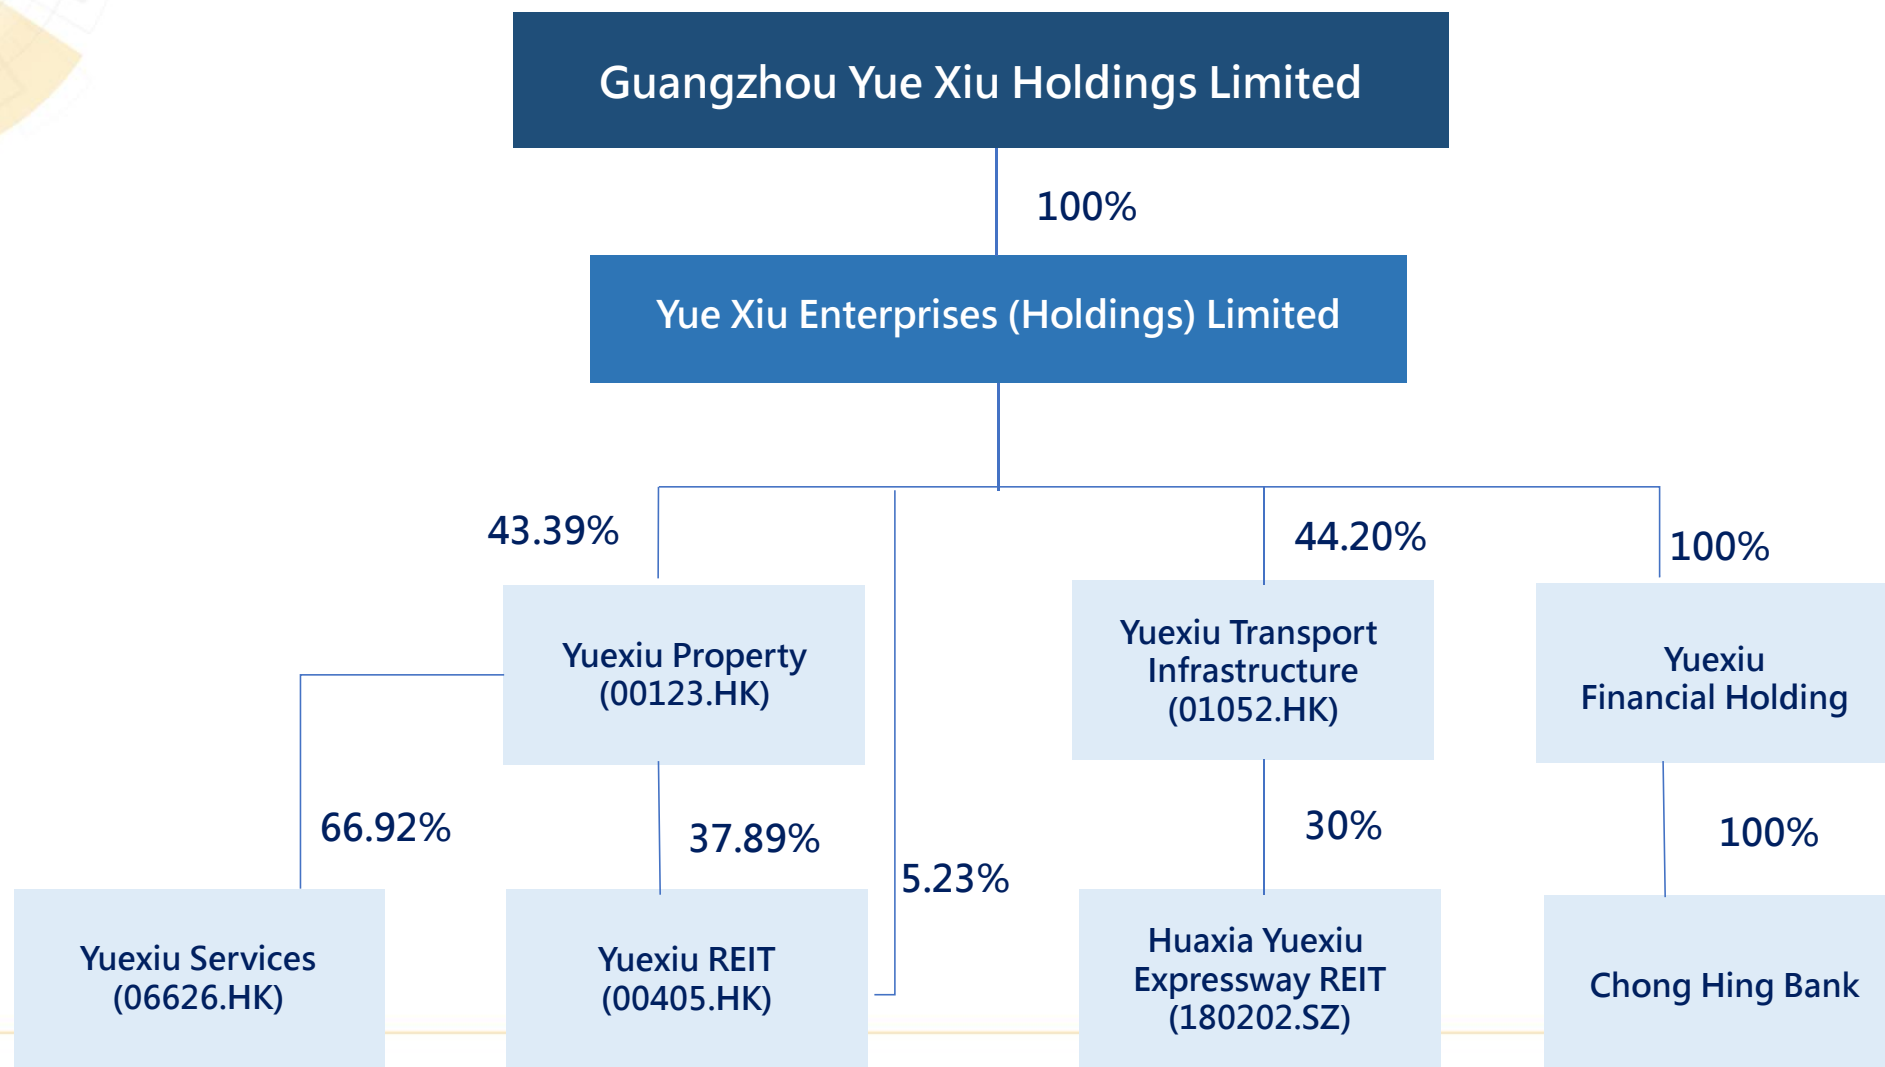 Guangzhou Yue Xiu Holdings Limited
100%
Yue Xiu Enterprises (Holdings) Limited
43.39%
44.20%
100%
Yuexiu Property
(00123.HK)
Yuexiu Transport
Infrastructure
(01052.HK)
Yuexiu
Financial Holding
66.92%
37.89%
5.23%
30%
100%
Yuexiu Services
(06626.HK)
Yuexiu REIT
(00405.HK)
Huaxia Yuexiu
Expressway REIT
(180202.SZ)
Chong Hing Bank